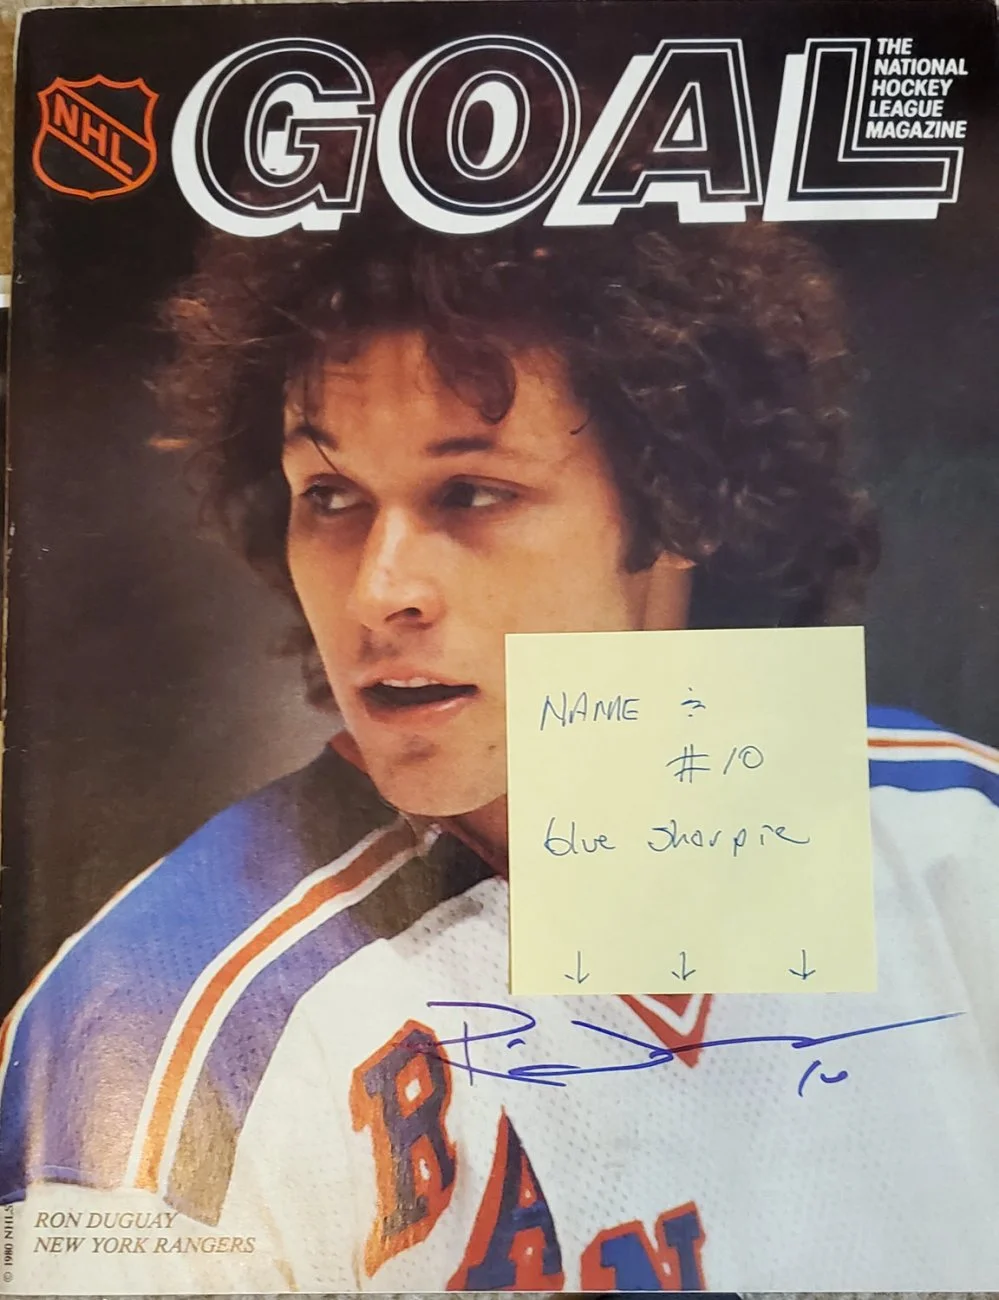 NHL
GOAL
THE
NATIONAL
HOCKEY
LEAGUE
MAGAZINE
NAME :
#10
blue sharpie
↓ ↓ ↓
10
RAN
RON DUGUAY
NEW YORK RANGERS
© 1980 NHLS